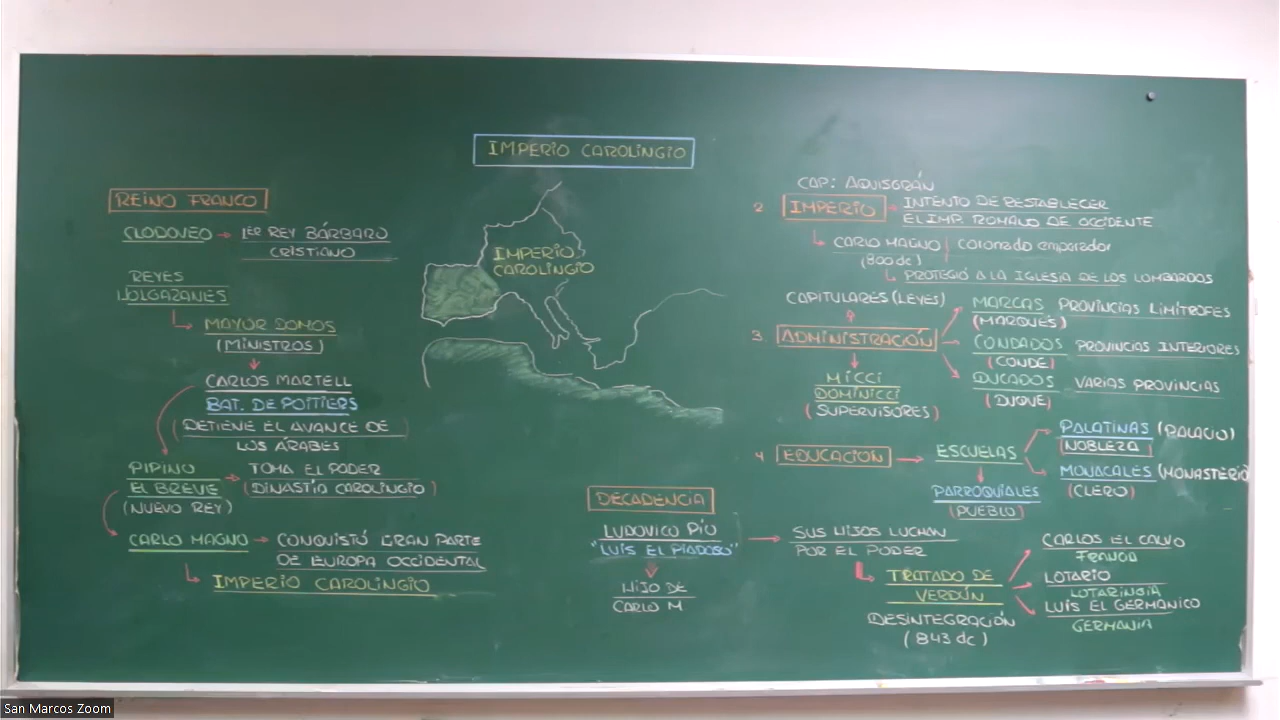 IMPERIO CAROLINGIO
REINO FRANCO
CLODOVEO → 1ER REY BÁRBARO
CRISTIANO
REYES
HOLGAZANES
MAYOR DOMOS
(MINISTROS)
CARLOS MARTELL
BAT. DE POITIERS
(DETIENE EL AVANCE DE
LOS ÁRABES)
PIPINO
EL BREVE
(NUEVO REY)
→ TOMA EL PODER
(DINASTÍA CAROLINGIO)
CARLO MAGNO → CONQUISTÓ GRAN PARTE
DE EUROPA OCCIDENTAL
IMPERIO CAROLINGIO
IMPERIO
CAROLINGIO
CAP: AQUISGRÁN
2. IMPERIO → INTENTO DE RESTABLECER
EL IMP. ROMANO DE OCCIDENTE
CARLO MAGNO | coronado emperador
(800 dc)
PROTEGIÓ A LA IGLESIA DE LOS LOMBARDOS
CAPITULARES (LEYES)
3. ADMINISTRACIÓN
MARCAS PROVINCIAS LIMÍTROFES
(MARQUÉS)
CONDADOS PROVINCIAS INTERIORES
(CONDE)
DUCADOS VARIAS PROVINCIAS
(DUQUE)
MICCI
DOMINICCI
(SUPERVISORES)
4. EDUCACIÓN → ESCUELAS
PALATINAS (PALACIO)
NOBLEZA
MONACALES (MONASTERIO)
(CLERO)
PARROQUIALES
(PUEBLO)
DECADENCIA
LUDOVICO PÍO
"LUIS EL PIADOSO"
HIJO DE
CARLO M
→ SUS HIJOS LUCHAN
POR EL PODER
TRATADO DE
VERDÚN
DESINTEGRACIÓN
(843 dc)
CARLOS EL CALVO
FRANCIA
LOTARIO
LOTARINGIA
LUIS EL GERMANICO
GERMANIA
San Marcos Zoom